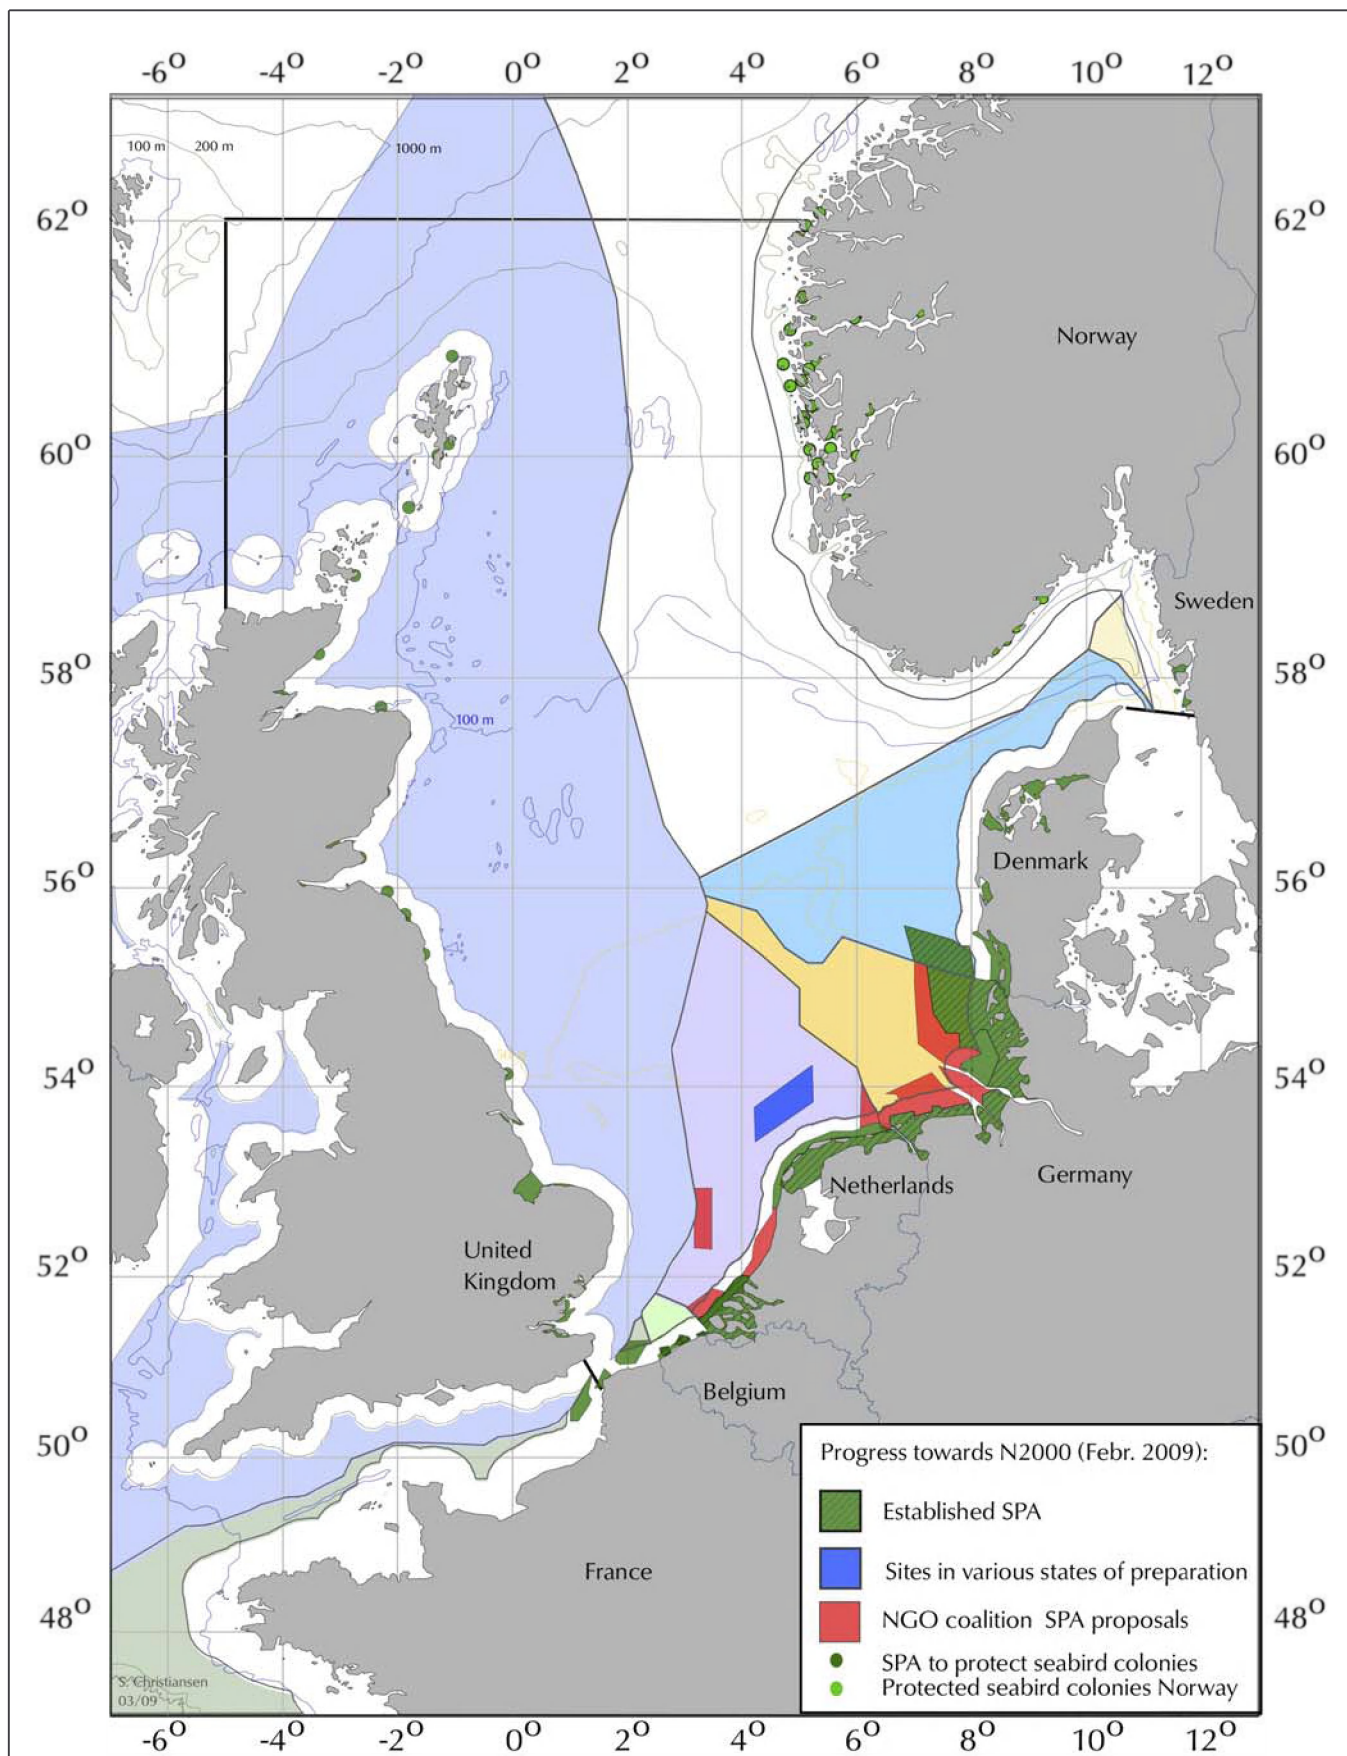 -6° -4° -2° 0° 2° 4° 6° 8° 10° 12°
100 m 200 m 1000 m
62° 62°
Norway
60° 60°
Sweden
58° 58°
100 m
Denmark
56° 56°
54° 54°
Germany
Netherlands
United
Kingdom
52° 52°
Belgium
50° 50°
Progress towards N2000 (Febr. 2009):
Established SPA
Sites in various states of preparation
NGO coalition SPA proposals
SPA to protect seabird colonies
Protected seabird colonies Norway
France
48° 48°
S. Christiansen
03/09
-6° -4° -2° 0° 2° 4° 6° 8° 10° 12°